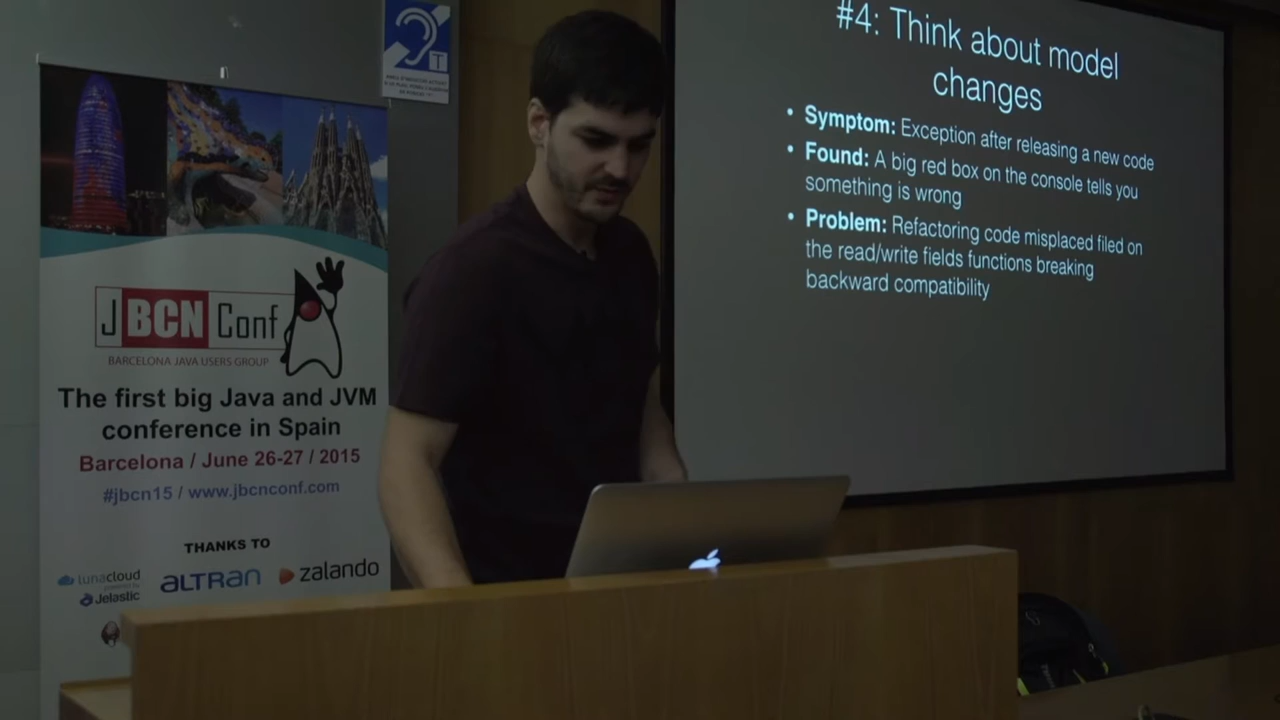 #4: Think about model
changes
• Symptom: Exception after releasing a new code
• Found: A big red box on the console tells you
something is wrong
• Problem: Refactoring code misplaced filed on
the read/write fields functions breaking
backward compatibility
T
JBCNConf
BARCELONA JAVA USERS GROUP
The first big Java and JVM
conference in Spain
Barcelona / June 26-27 / 2015
#jbcn15 / www.jbcnconf.com
THANKS TO
lunacloud
powered by
Jelastic
ALTRAN
zalando